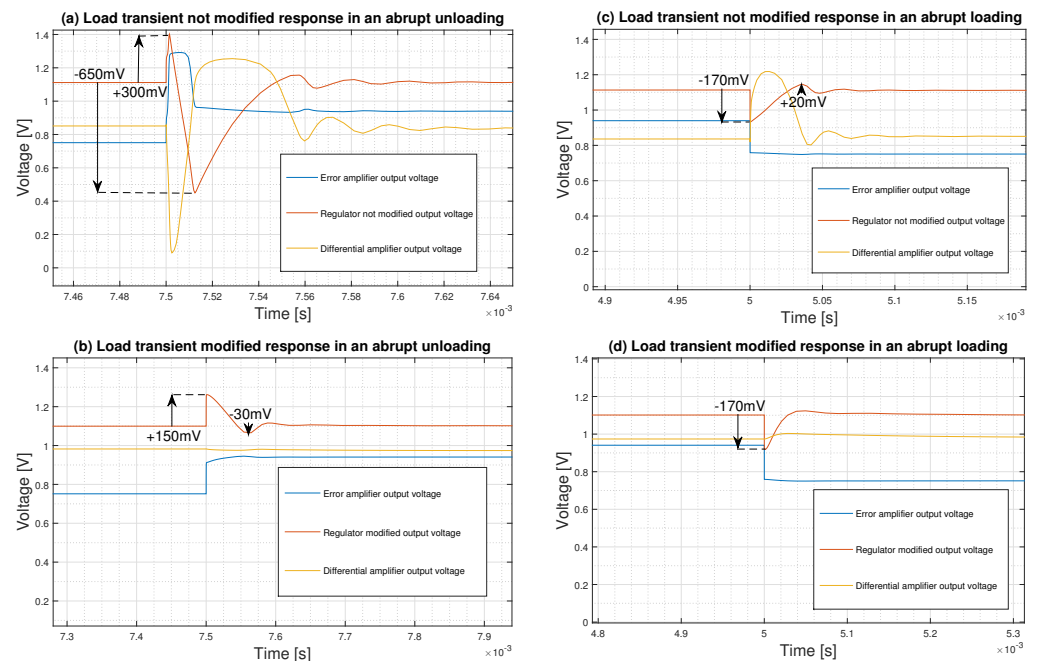 (a) Load transient not modified response in an abrupt unloading
1.4
1.2
1
0.8
0.6
0.4
0.2
0
Voltage [V]
-650mV
+300mV
Error amplifier output voltage
Regulator not modified output voltage
Differential amplifier output voltage
7.46 7.48 7.5 7.52 7.54 7.56 7.58 7.6 7.62 7.64
Time [s]
×10-3
(c) Load transient not modified response in an abrupt loading
1.4
1.2
1
0.8
0.6
0.4
0.2
0
Voltage [V]
-170mV
+20mV
Error amplifier output voltage
Regulator not modified output voltage
Differential amplifier output voltage
4.9 4.95 5 5.05 5.1 5.15
Time [s]
×10-3
(b) Load transient modified response in an abrupt unloading
1.4
1.2
1
0.8
0.6
0.4
0.2
Voltage [V]
+150mV
-30mV
Error amplifier output voltage
Regulator modified output voltage
Differential amplifier output voltage
7.3 7.4 7.5 7.6 7.7 7.8 7.9
Time [s]
×10-3
(d) Load transient modified response in an abrupt loading
1.4
1.2
1
0.8
0.6
0.4
0.2
0
Voltage [V]
-170mV
Error amplifier output voltage
Regulator modified output voltage
Differential amplifier output voltage
4.8 4.9 5 5.1 5.2 5.3
Time [s]
×10-3